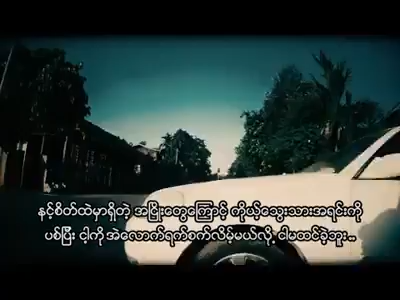 နင့်စိတ်ထဲမှာရှိတဲ့ အငြိုးတွေကြောင့် ကိုယ့်သွေးသားအရင်းကို
ပစ်ပြီး ငါ့ကို အဲလောက်ရက်စက်လိမ့်မယ်လို့ ငါမထင်ခဲ့ဘူး..